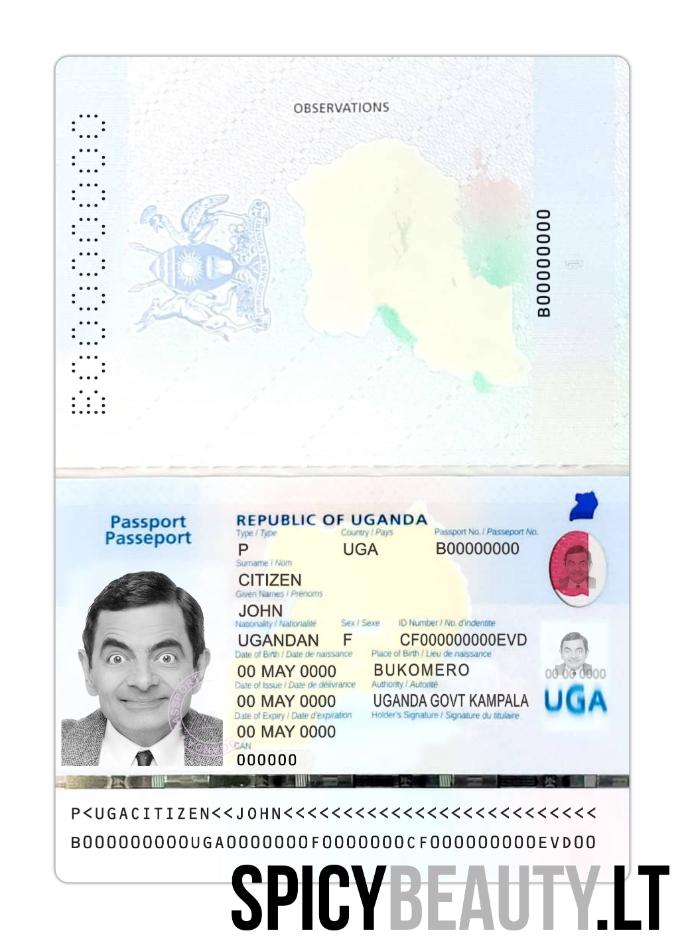 OBSERVATIONS
B00000000
B00000000
Passport
Passeport
REPUBLIC OF UGANDA
Type / Type Country / Pays Passport No. / Passeport No.
P UGA B00000000
Surname / Nom
CITIZEN
Given Names / Prénoms
JOHN
Nationality / Nationalité Sex / Sexe ID Number / No. d'identite
UGANDAN F CF000000000EVD
Date of Birth / Date de naissance Place of Birth / Lieu de naissance
00 MAY 0000 BUKOMERO
Date of Issue / Date de délivrance Authority / Autorité
00 MAY 0000 UGANDA GOVT KAMPALA
Date of Expiry / Date d'expiration Holder's Signature / Signature du titulaire
00 MAY 0000
CAN
000000
00 00 0000
UGA
P<UGACITIZEN<<JOHN<<<<<<<<<<<<<<<<<<<<<<<<<<
B000000000UGA0000000F0000000CF000000000EVD00
SPICYBEAUTY.LT